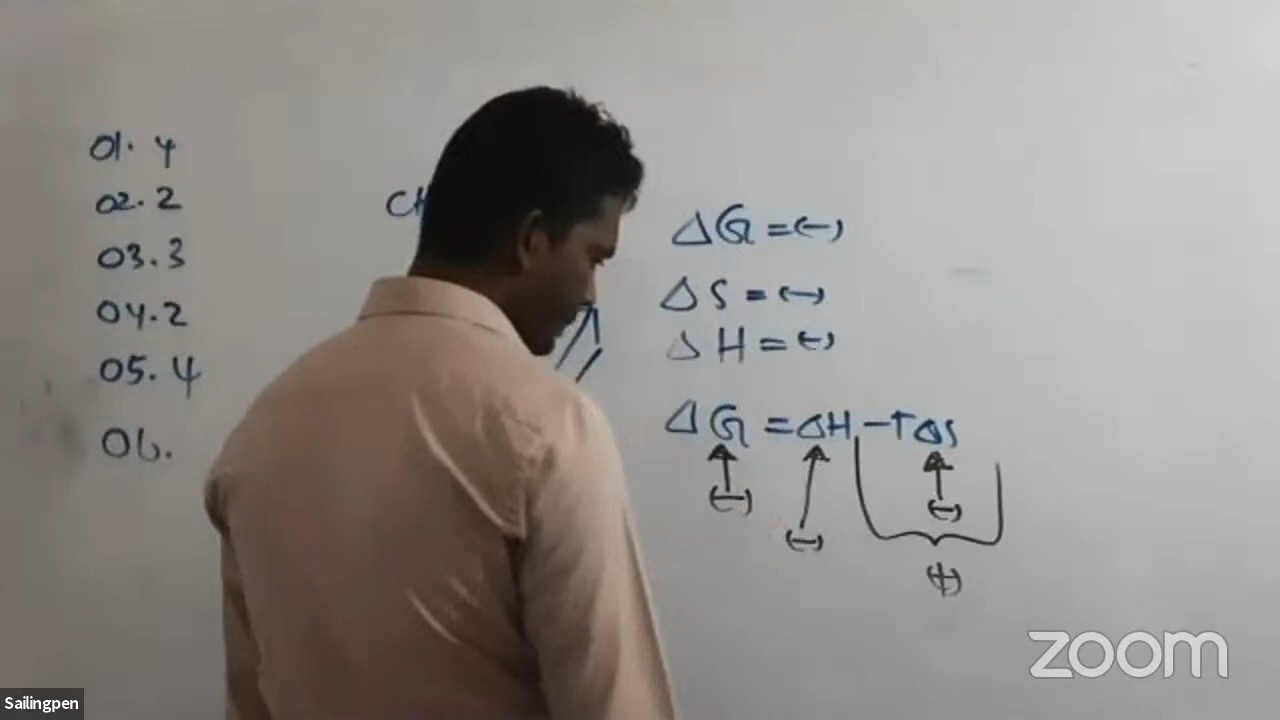 01. 4
02. 2
03. 3
04. 2
05. 4
06.
CH
ΔG = (-)
ΔS = (-)
ΔH = (-)
ΔG = ΔH - TΔS
(-)
(-)
(-)
(+)
zoom
Sailingpen